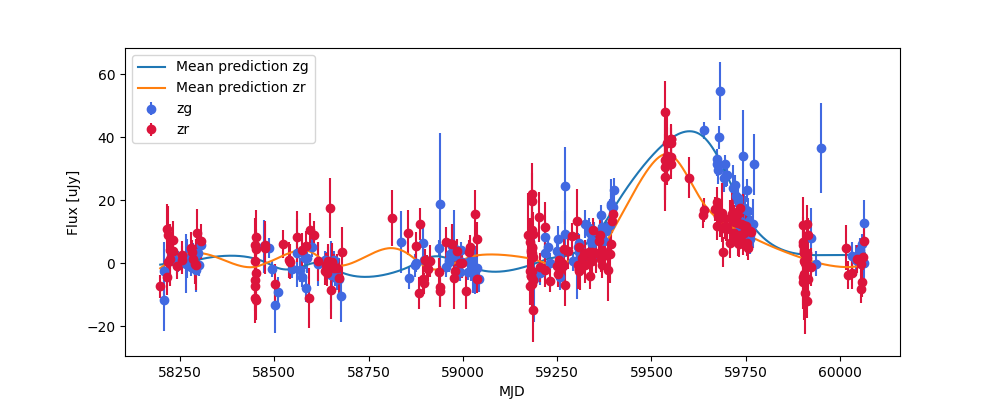 Mean prediction zg
Mean prediction zr
zg
zr
Flux [uJy]
60
40
20
0
−20
58250 58500 58750 59000 59250 59500 59750 60000
MJD